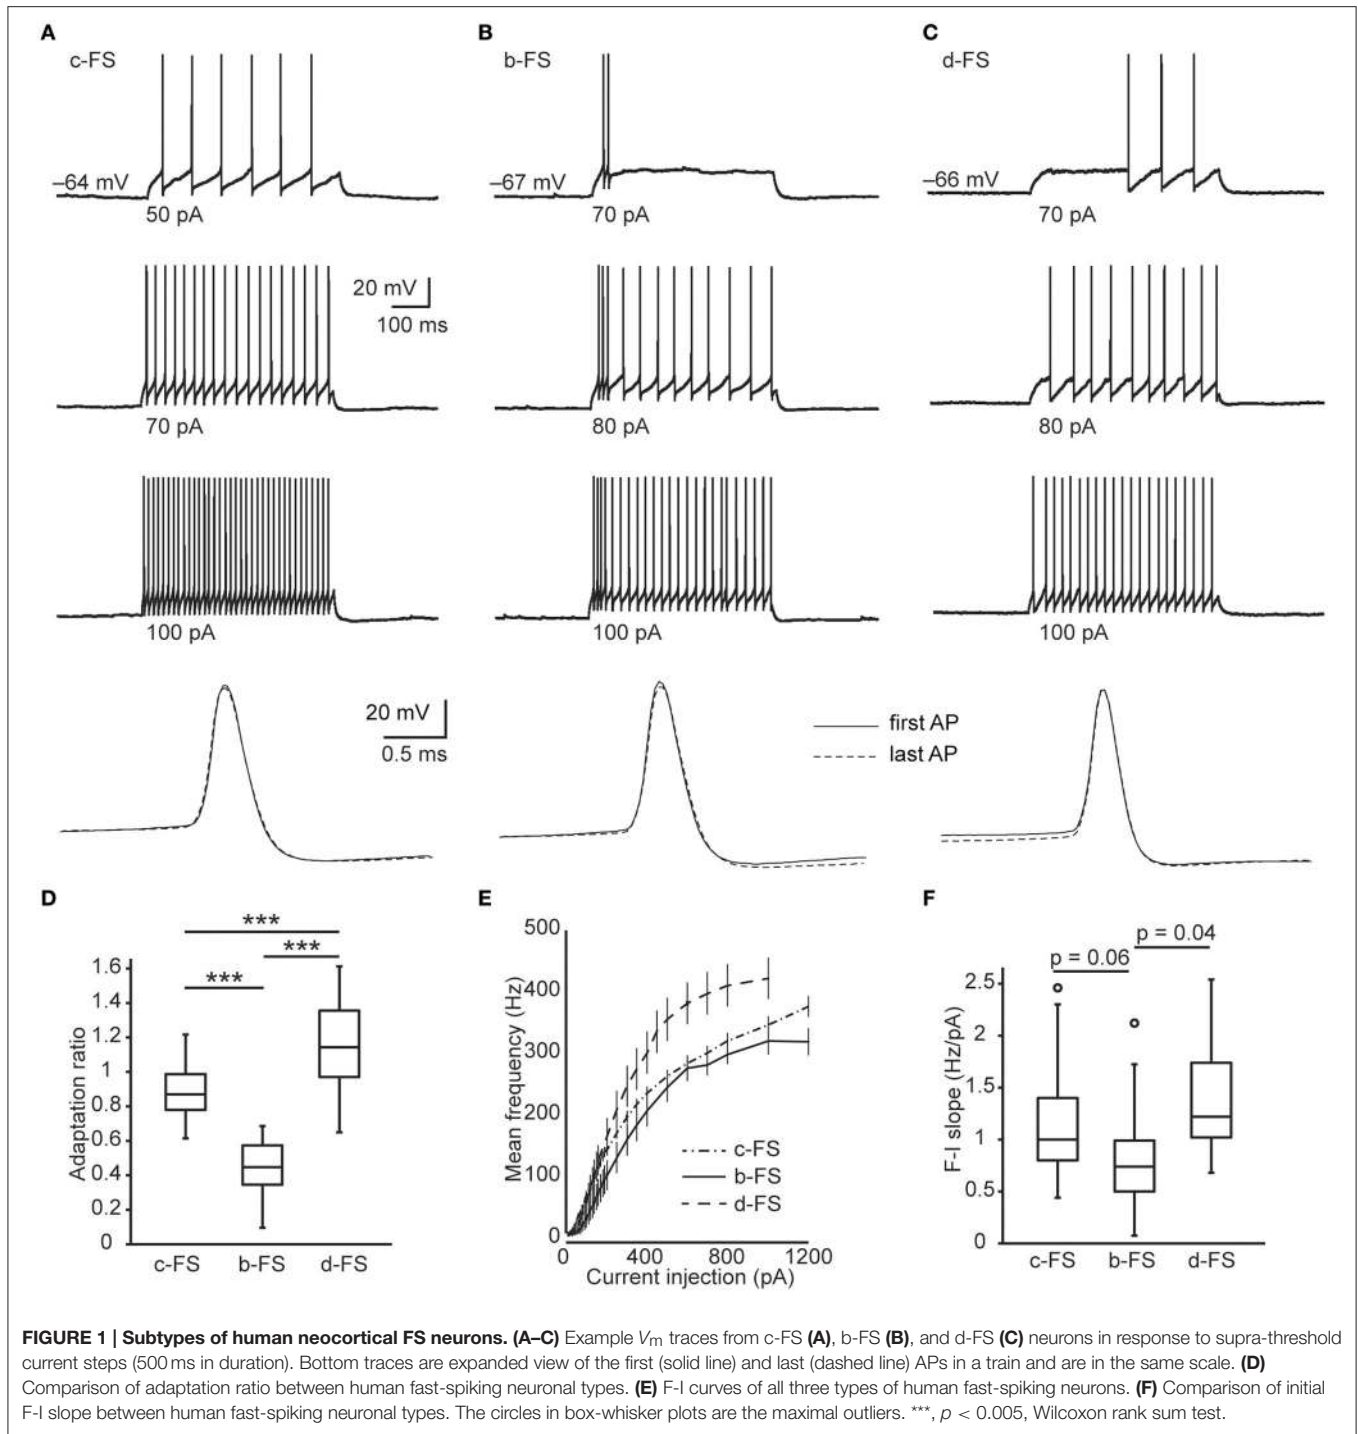 A
B
C
c-FS
b-FS
d-FS
–64 mV
–67 mV
–66 mV
50 pA
70 pA
70 pA
20 mV
100 ms
70 pA
80 pA
80 pA
100 pA
100 pA
100 pA
20 mV
0.5 ms
first AP
last AP
D
E
F
***
***
***
1.6
1.4
1.2
1
0.8
0.6
0.4
0.2
0
Adaptation ratio
c-FS b-FS d-FS
500
400
300
200
100
0
Mean frequency (Hz)
c-FS
b-FS
d-FS
0 400 800 1200
Current injection (pA)
p = 0.04
p = 0.06
2.5
2
1.5
1
0.5
0
F-I slope (Hz/pA)
c-FS b-FS d-FS
FIGURE 1 | Subtypes of human neocortical FS neurons. (A–C) Example Vm traces from c-FS (A), b-FS (B), and d-FS (C) neurons in response to supra-threshold
current steps (500 ms in duration). Bottom traces are expanded view of the first (solid line) and last (dashed line) APs in a train and are in the same scale. (D)
Comparison of adaptation ratio between human fast-spiking neuronal types. (E) F-I curves of all three types of human fast-spiking neurons. (F) Comparison of initial
F-I slope between human fast-spiking neuronal types. The circles in box-whisker plots are the maximal outliers. ***, p < 0.005, Wilcoxon rank sum test.